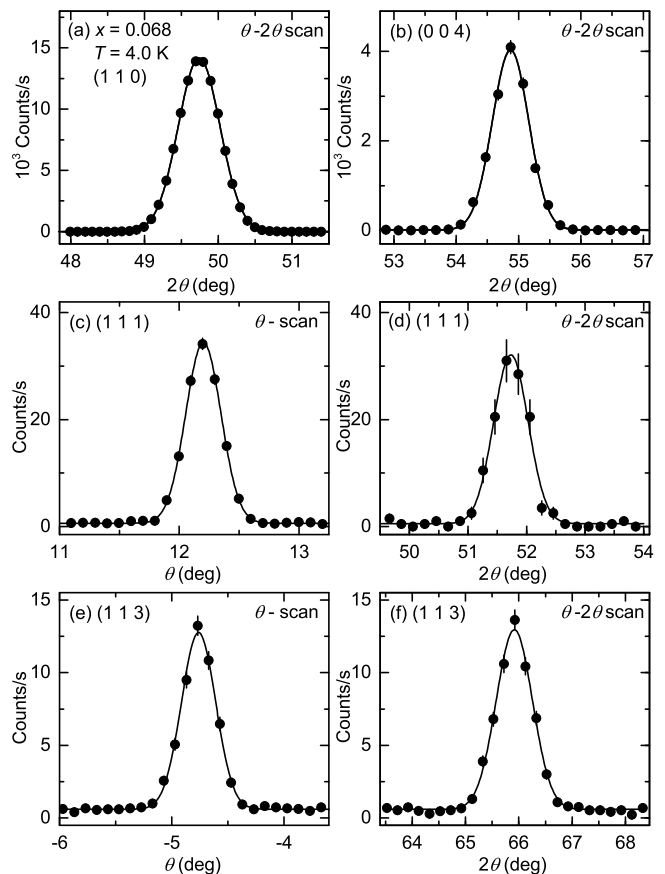 (a) x = 0.068
θ-2θ scan
T = 4.0 K
(1 1 0)
10³ Counts/s
15
10
5
0
48 49 50 51
2θ (deg)
(b) (0 0 4)
θ-2θ scan
10³ Counts/s
4
2
0
53 54 55 56 57
2θ (deg)
(c) (1 1 1)
θ - scan
Counts/s
40
20
0
11 12 13
θ (deg)
(d) (1 1 1)
θ-2θ scan
Counts/s
40
20
0
50 51 52 53 54
2θ (deg)
(e) (1 1 3)
θ - scan
Counts/s
15
10
5
0
-6 -5 -4
θ (deg)
(f) (1 1 3)
θ-2θ scan
Counts/s
15
10
5
0
64 65 66 67 68
2θ (deg)